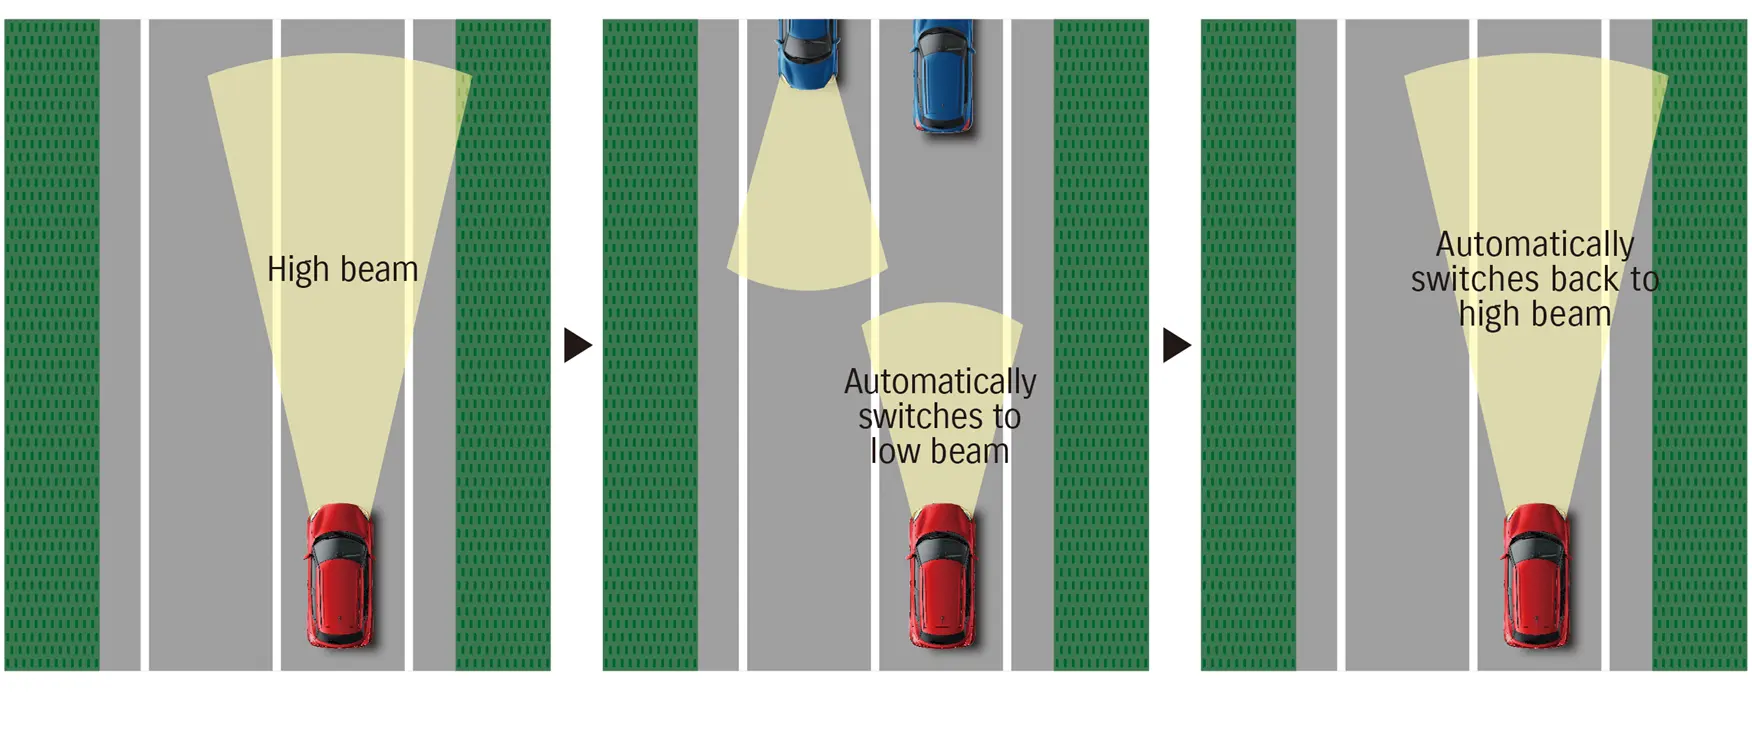 High beam
Automatically
switches to
low beam
Automatically
switches back to
high beam